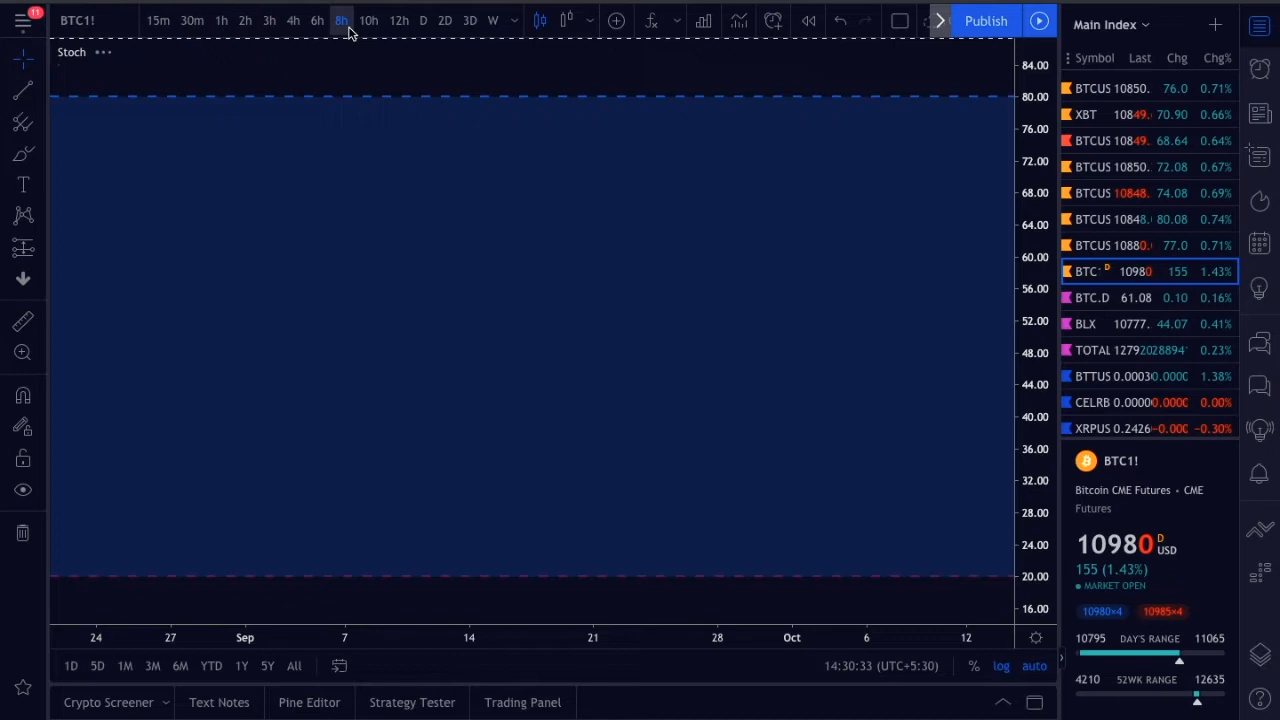 11
BTC1! 15m 30m 1h 2h 3h 4h 6h 8h 10h 12h D 2D 3D W Publish
Stoch
84.00
80.00
76.00
72.00
68.00
64.00
60.00
56.00
52.00
48.00
44.00
40.00
36.00
32.00
28.00
24.00
20.00
16.00
24 27 Sep 7 14 21 28 Oct 6 12
1D 5D 1M 3M 6M YTD 1Y 5Y All 14:30:33 (UTC+5:30) % log auto
Crypto Screener Text Notes Pine Editor Strategy Tester Trading Panel
Main Index
Symbol Last Chg Chg%
BTCUS 10850. 76.0 0.71%
XBT 10849. 70.90 0.66%
BTCUS 10849. 68.64 0.64%
BTCUS 10850. 72.08 0.67%
BTCUS 10848. 74.08 0.69%
BTCUS 10848. 80.08 0.74%
BTCUS 10880. 77.0 0.71%
BTC D 10980 155 1.43%
BTC.D 61.08 0.10 0.16%
BLX 10777. 44.07 0.41%
TOTAL 0.23%
BTTUS 0.0003 0.0000 1.38%
CELRB 0.0000 0.000 0.00%
XRPUS 0.2426 −0.000 −0.30%
BTC1!
Bitcoin CME Futures • CME
Futures
10980 D USD
155 (1.43%)
MARKET OPEN
10980×4 10985×4
10795 DAY'S RANGE 11065
4210 52WK RANGE 12635